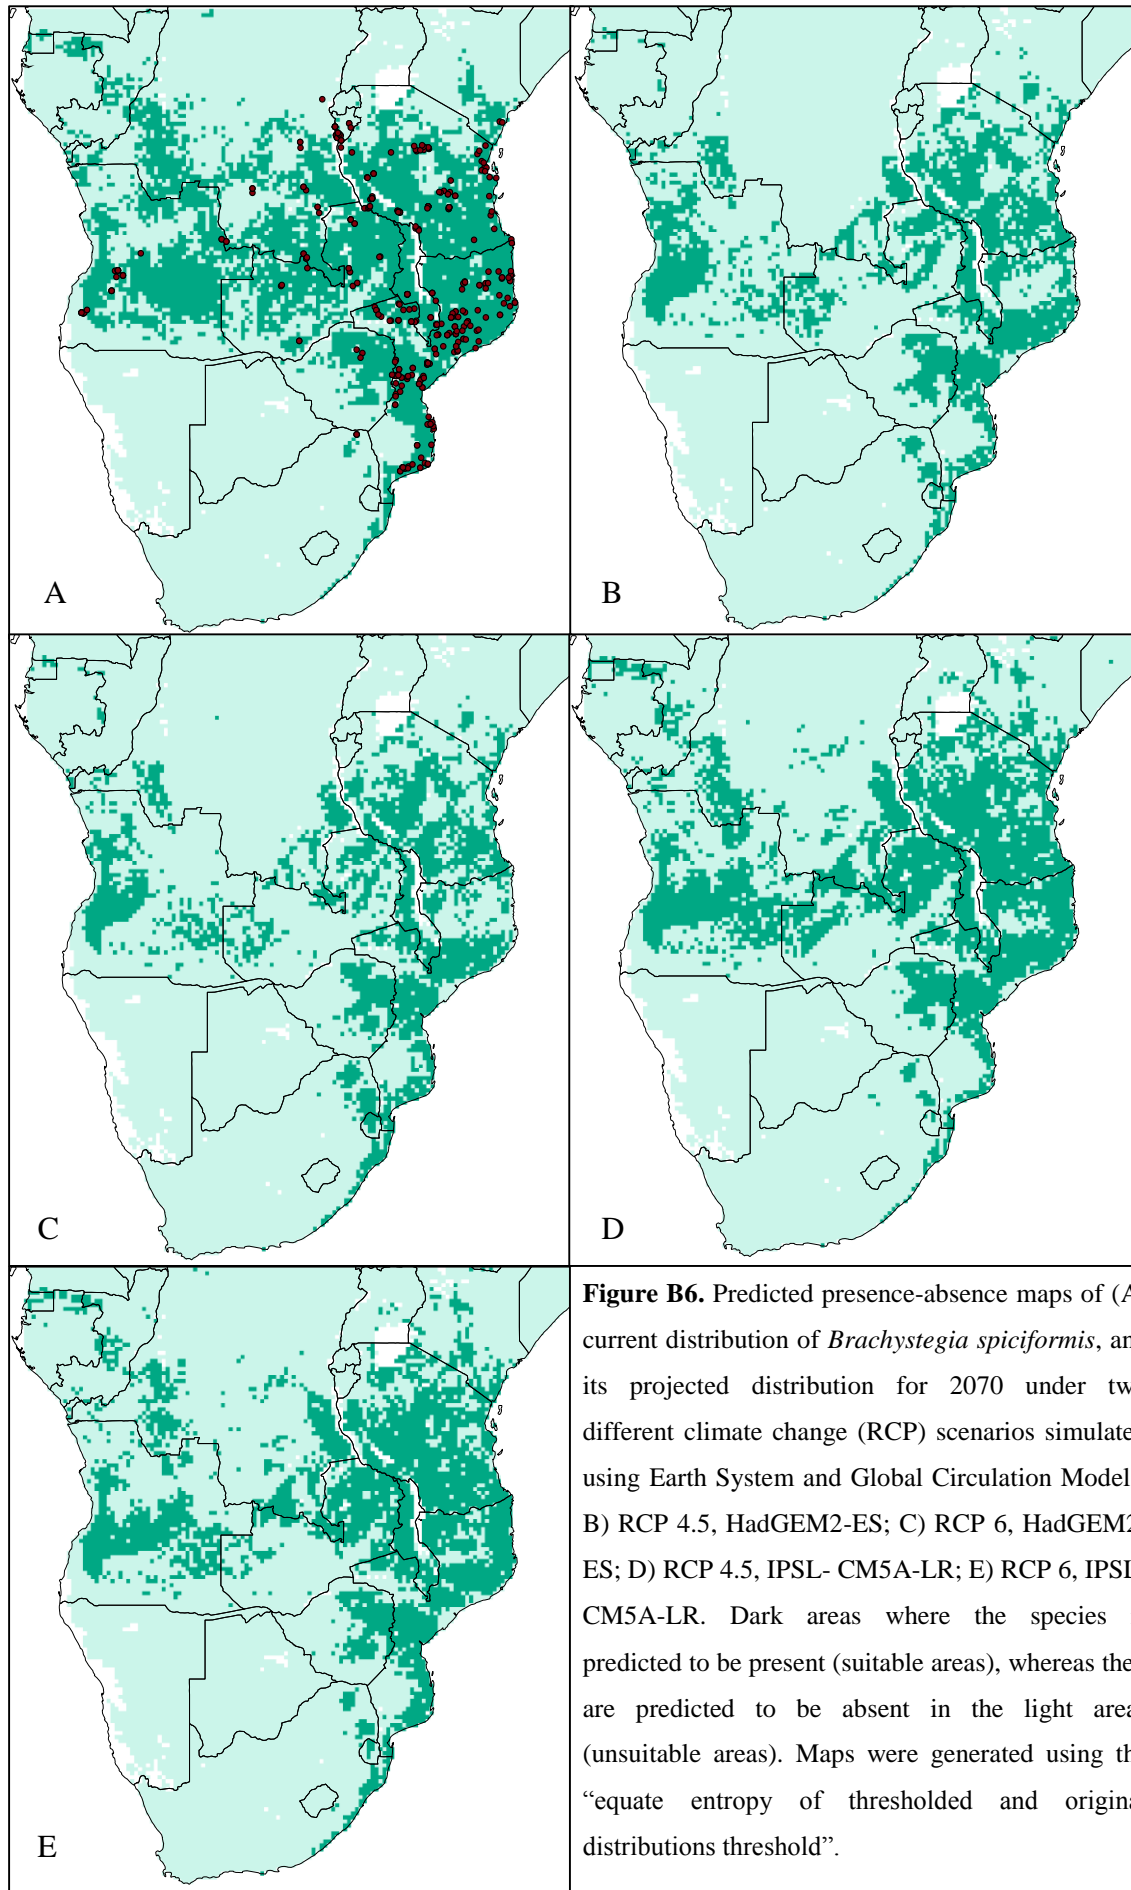 A
B
C
D
E
Figure B6. Predicted presence-absence maps of (A
current distribution of Brachystegia spiciformis, an
its projected distribution for 2070 under tw
different climate change (RCP) scenarios simulate
using Earth System and Global Circulation Model
B) RCP 4.5, HadGEM2-ES; C) RCP 6, HadGEM2
ES; D) RCP 4.5, IPSL- CM5A-LR; E) RCP 6, IPSL
CM5A-LR. Dark areas where the species
predicted to be present (suitable areas), whereas the
are predicted to be absent in the light area
(unsuitable areas). Maps were generated using th
“equate entropy of thresholded and origina
distributions threshold”.